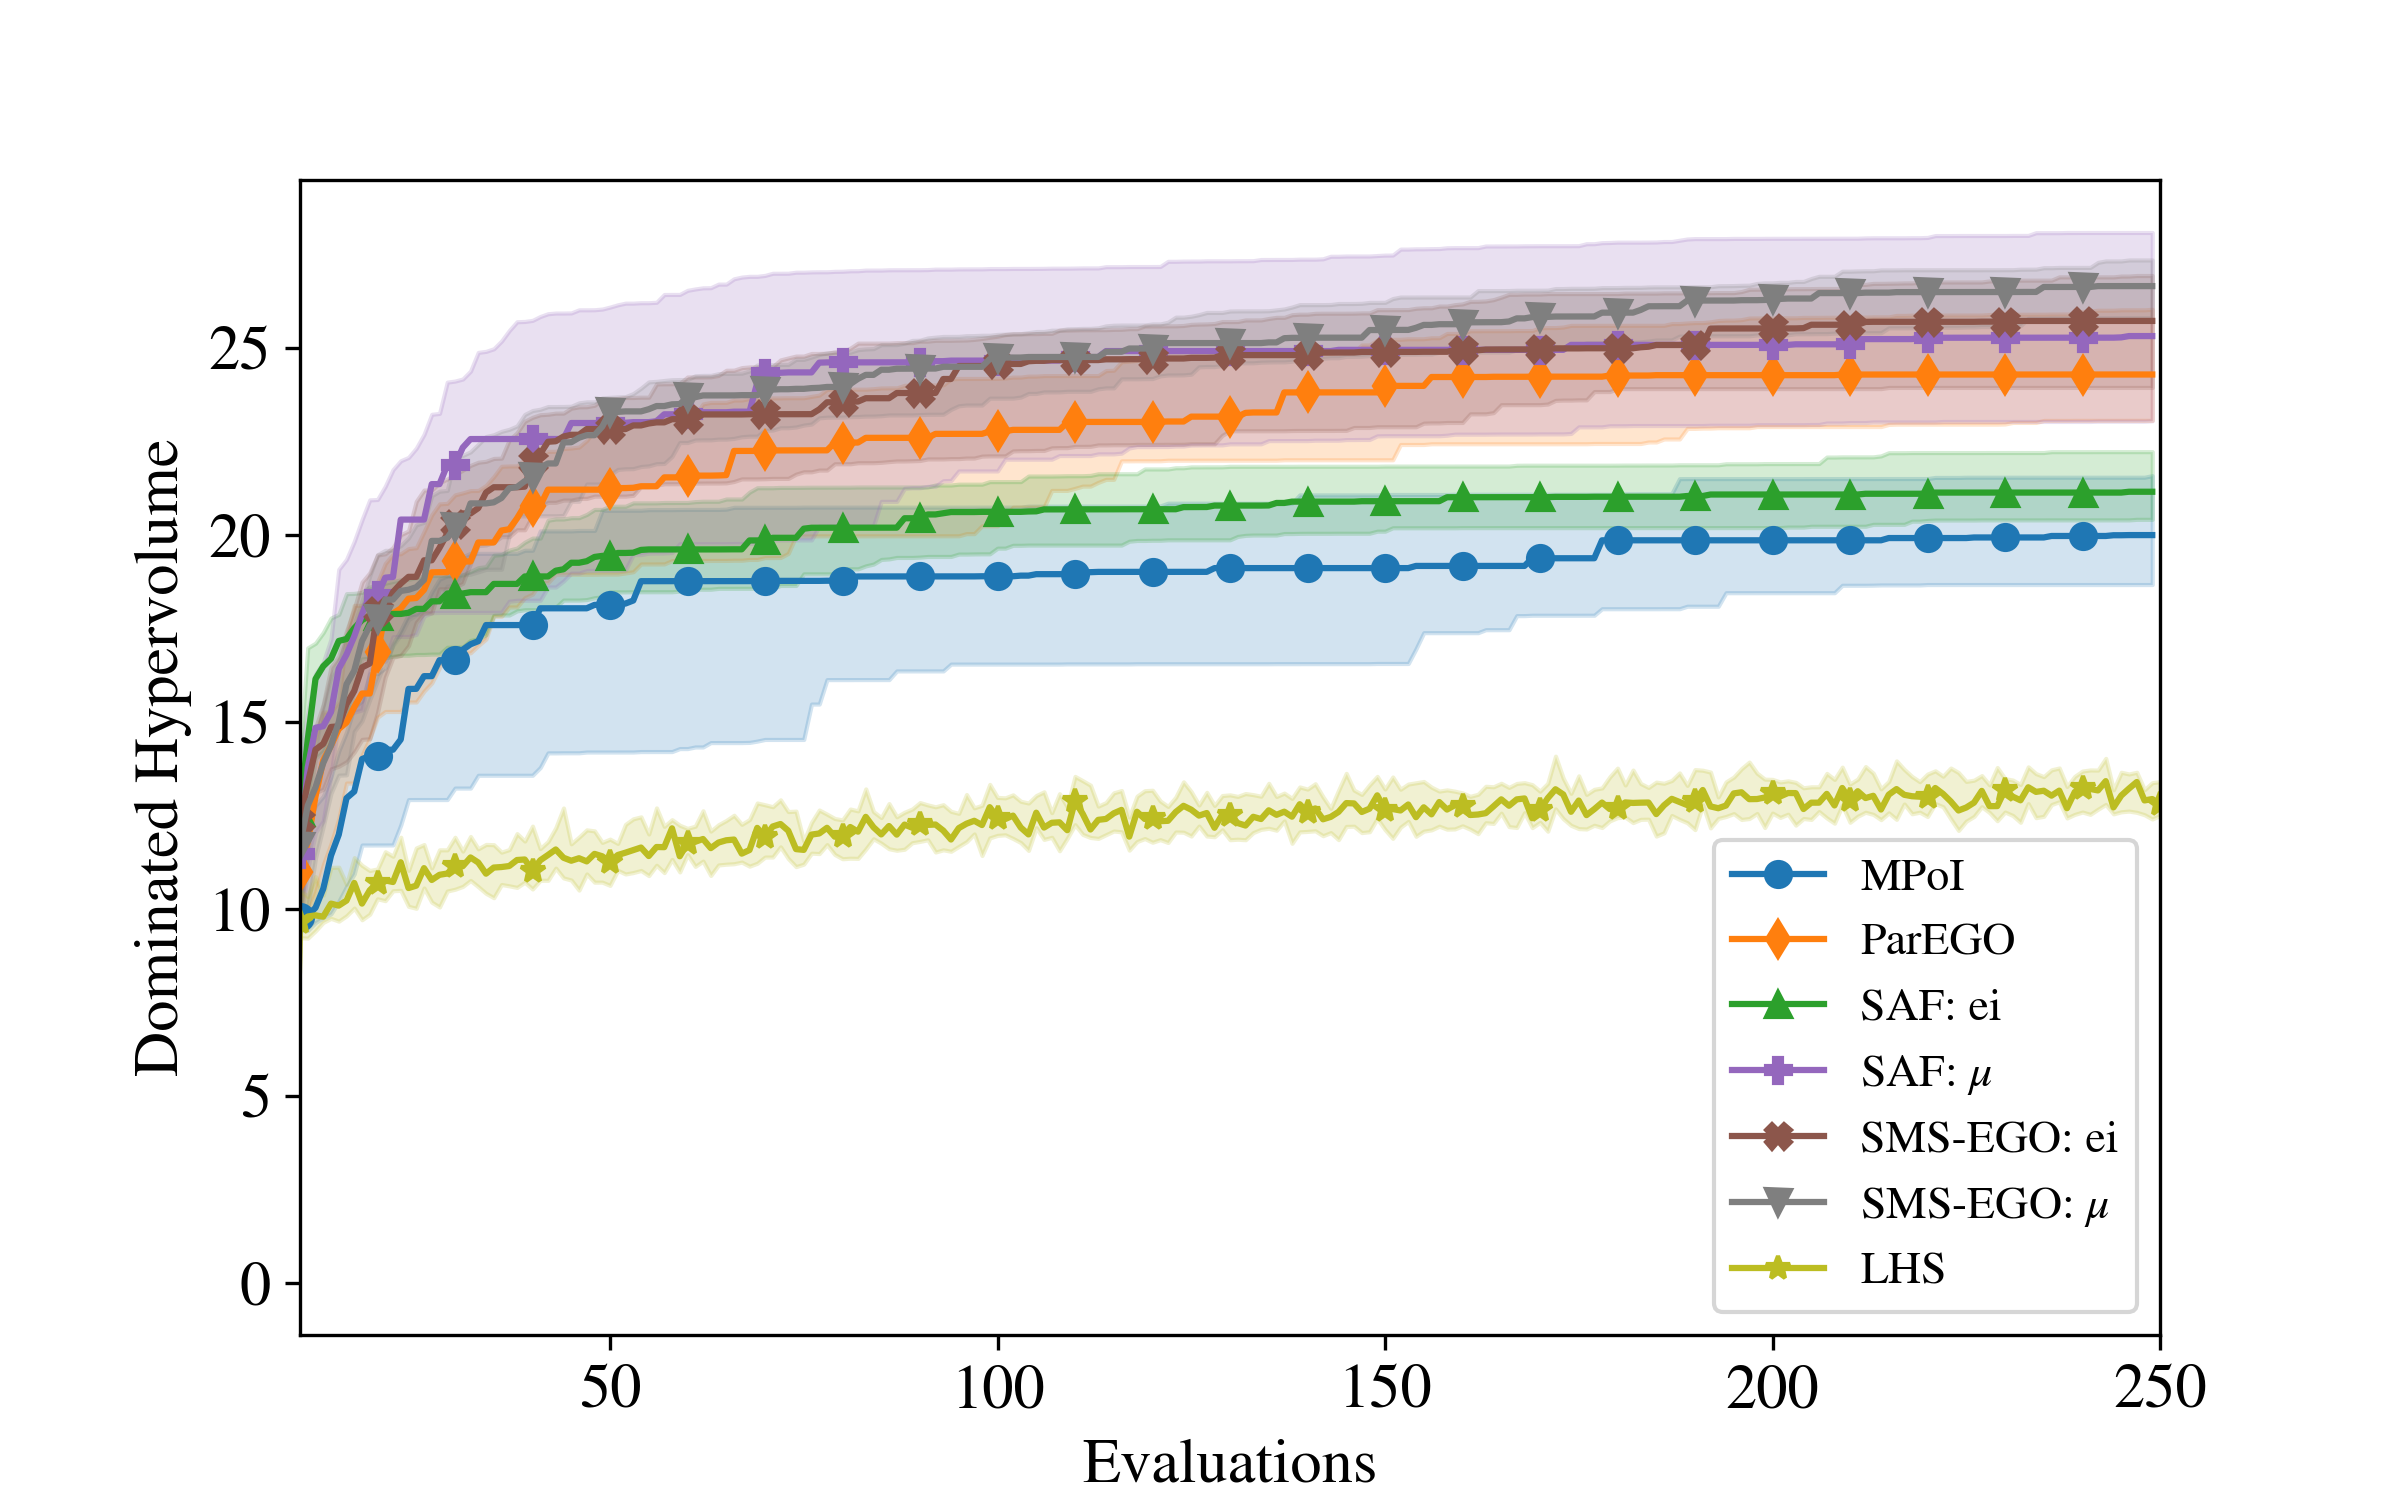 Dominated Hypervolume
25
20
15
10
5
0
MPoI
ParEGO
SAF: ei
SAF: μ
SMS-EGO: ei
SMS-EGO: μ
LHS
50 100 150 200 250
Evaluations